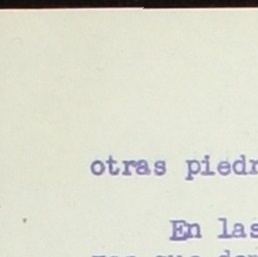 otras piedr
En las